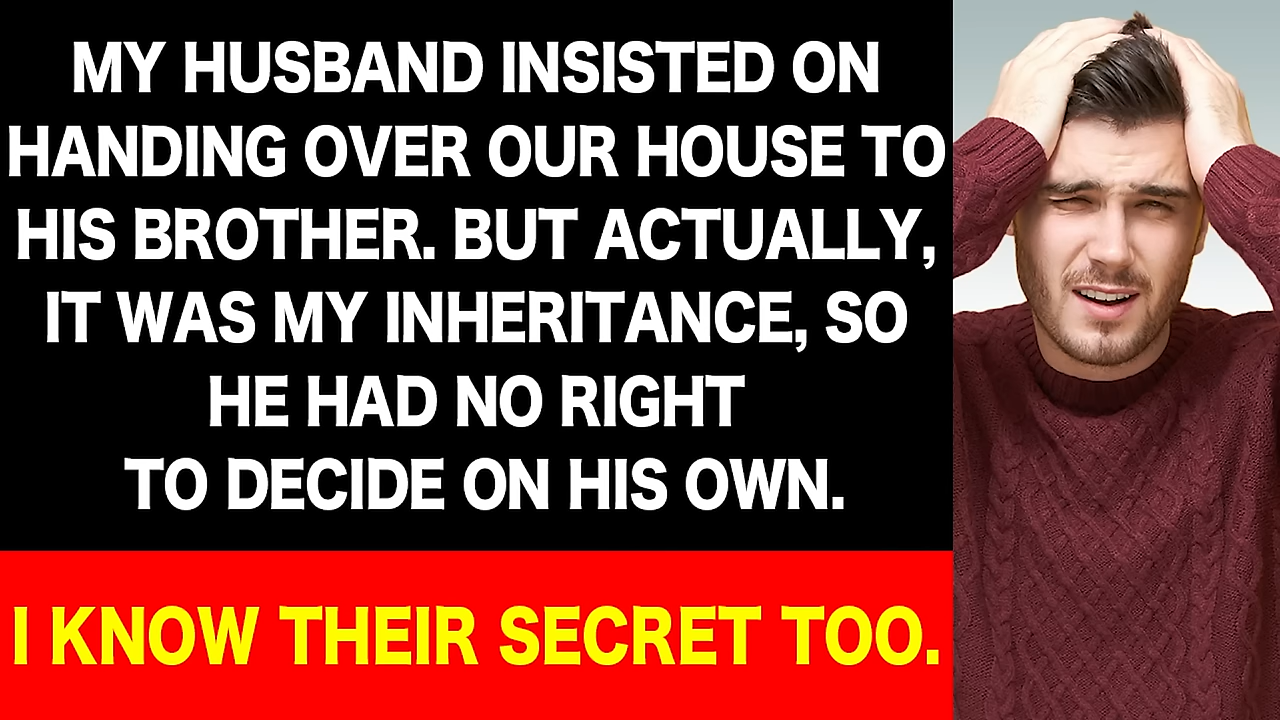 MY HUSBAND INSISTED ON
HANDING OVER OUR HOUSE TO
HIS BROTHER. BUT ACTUALLY,
IT WAS MY INHERITANCE, SO
HE HAD NO RIGHT
TO DECIDE ON HIS OWN.
I KNOW THEIR SECRET TOO.